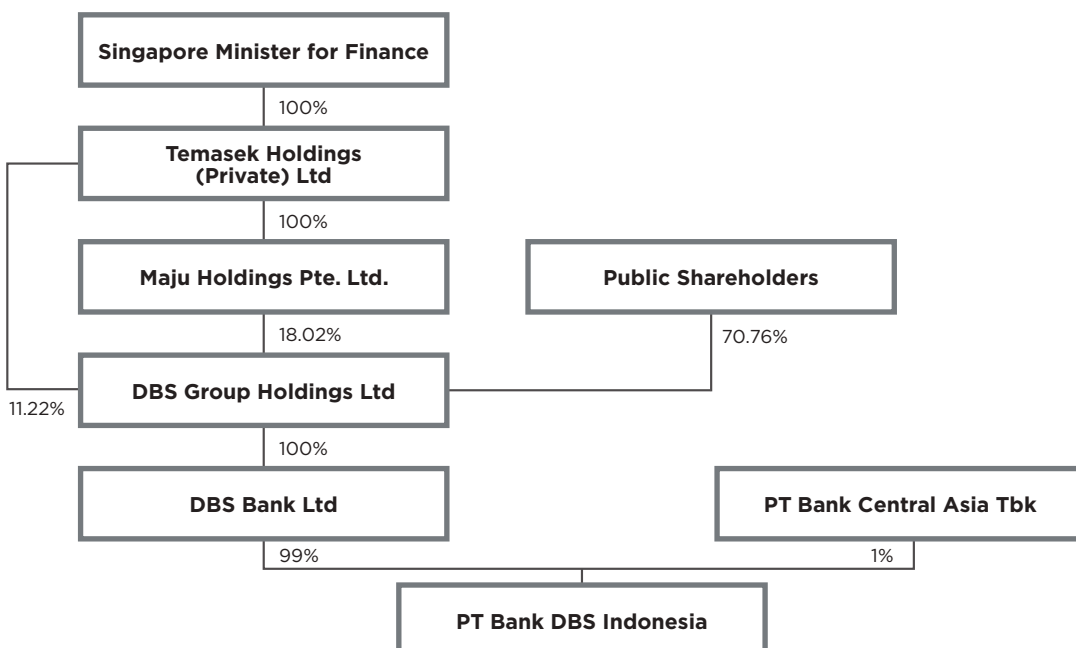 Singapore Minister for Finance
100%
Temasek Holdings
(Private) Ltd
100%
Maju Holdings Pte. Ltd.
Public Shareholders
18.02%
70.76%
DBS Group Holdings Ltd
11.22%
100%
DBS Bank Ltd
PT Bank Central Asia Tbk
99%
1%
PT Bank DBS Indonesia